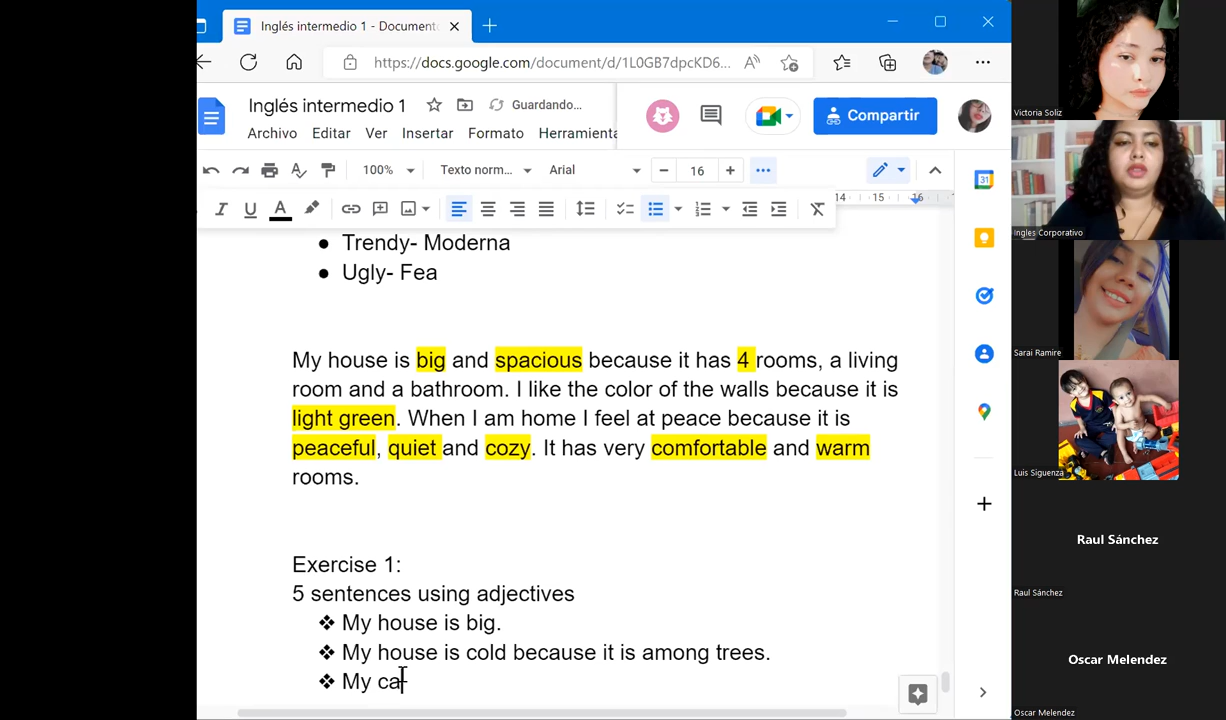 Inglés intermedio 1 - Document
https://docs.google.com/document/d/1L0GB7dpcKD6...
Inglés intermedio 1
Guardando...
Compartir
Archivo Editar Ver Insertar Formato Herramienta
100% Texto norm... Arial 16
14 15 16
31
Trendy- Moderna
Ugly- Fea
My house is big and spacious because it has 4 rooms, a living
room and a bathroom. I like the color of the walls because it is
light green. When I am home I feel at peace because it is
peaceful, quiet and cozy. It has very comfortable and warm
rooms.
Exercise 1:
5 sentences using adjectives
My house is big.
My house is cold because it is among trees.
My ca
Victoria Soliz
Ingles Corporativo
Sarai Ramire
Luis Siguenza
Raul Sánchez
Raul Sánchez
Oscar Melendez
Oscar Melendez